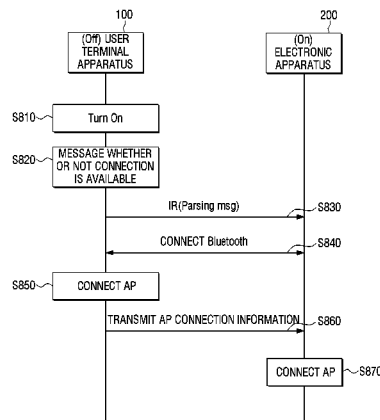 100
200
(Off) USER
TERMINAL
APPARATUS
(On)
ELECTRONIC
APPARATUS
S810
Turn On
S820
MESSAGE WHETHER
OR NOT CONNECTION
IS AVAILABLE
IR(Parsing msg)
S830
CONNECT Bluetooth
S840
S850
CONNECT AP
TRANSMIT AP CONNECTION INFORMATION
S860
CONNECT AP
S870